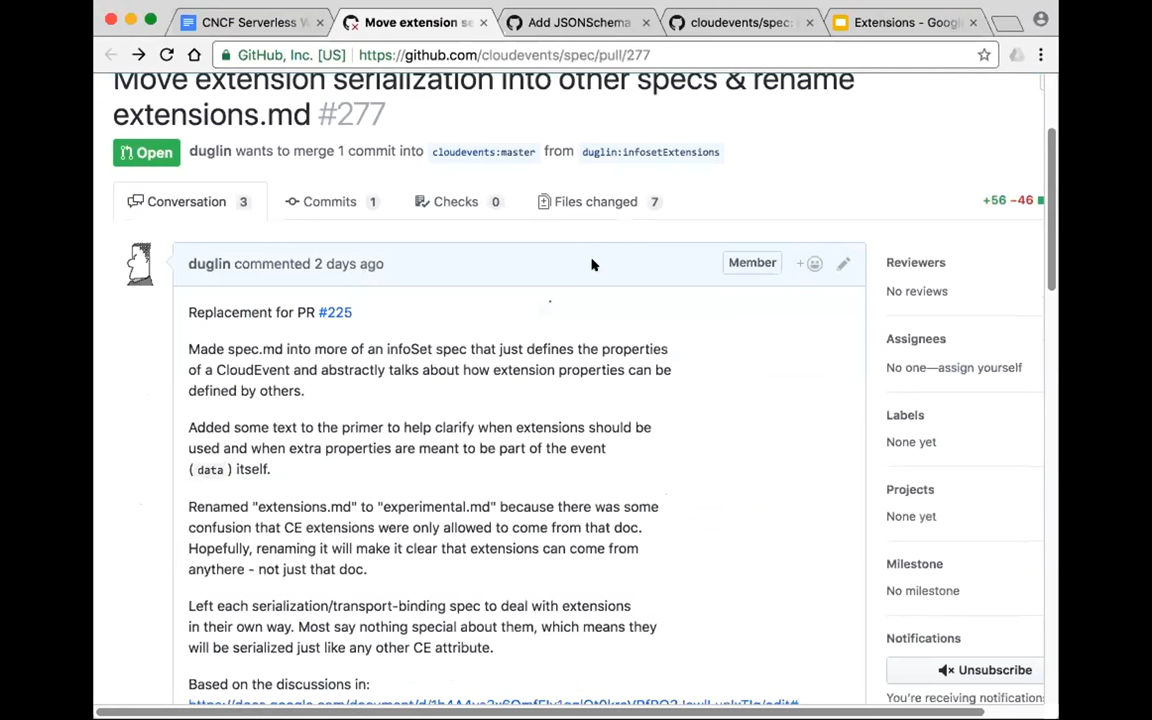 CNCF Serverless W
Move extension se
Add JSONSchema
cloudevents/spec:
Extensions - Googl
GitHub, Inc. [US] https://github.com/cloudevents/spec/pull/277
Move extension serialization into other specs & rename
extensions.md #277
Open duglin wants to merge 1 commit into cloudevents:master from duglin:infosetExtensions
Conversation 3 Commits 1 Checks 0 Files changed 7 +56 −46
duglin commented 2 days ago Member
Replacement for PR #225
Made spec.md into more of an infoSet spec that just defines the properties
of a CloudEvent and abstractly talks about how extension properties can be
defined by others.
Added some text to the primer to help clarify when extensions should be
used and when extra properties are meant to be part of the event
( data ) itself.
Renamed "extensions.md" to "experimental.md" because there was some
confusion that CE extensions were only allowed to come from that doc.
Hopefully, renaming it will make it clear that extensions can come from
anythere - not just that doc.
Left each serialization/transport-binding spec to deal with extensions
in their own way. Most say nothing special about them, which means they
will be serialized just like any other CE attribute.
Based on the discussions in:
Reviewers
No reviews
Assignees
No one—assign yourself
Labels
None yet
Projects
None yet
Milestone
No milestone
Notifications
Unsubscribe
You're receiving notifications